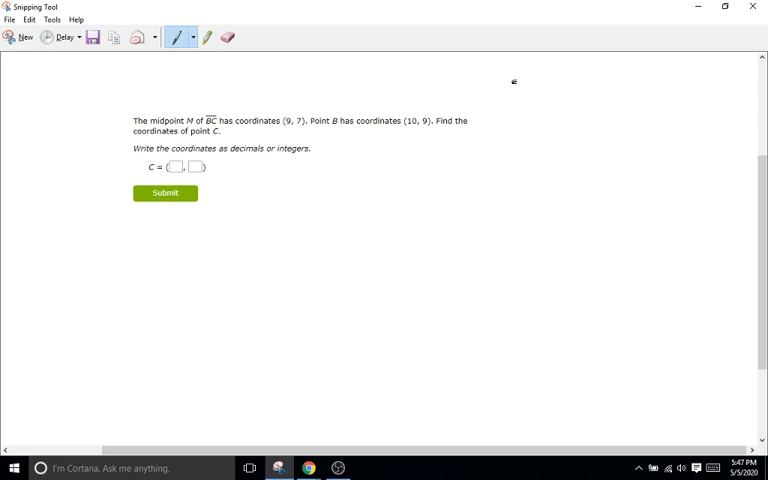 Snipping Tool
File Edit Tools Help
New Delay
The midpoint M of BC has coordinates (9, 7). Point B has coordinates (10, 9). Find the
coordinates of point C.
Write the coordinates as decimals or integers.
C = ( , )
Submit
I'm Cortana. Ask me anything.
5:47 PM
5/5/2020